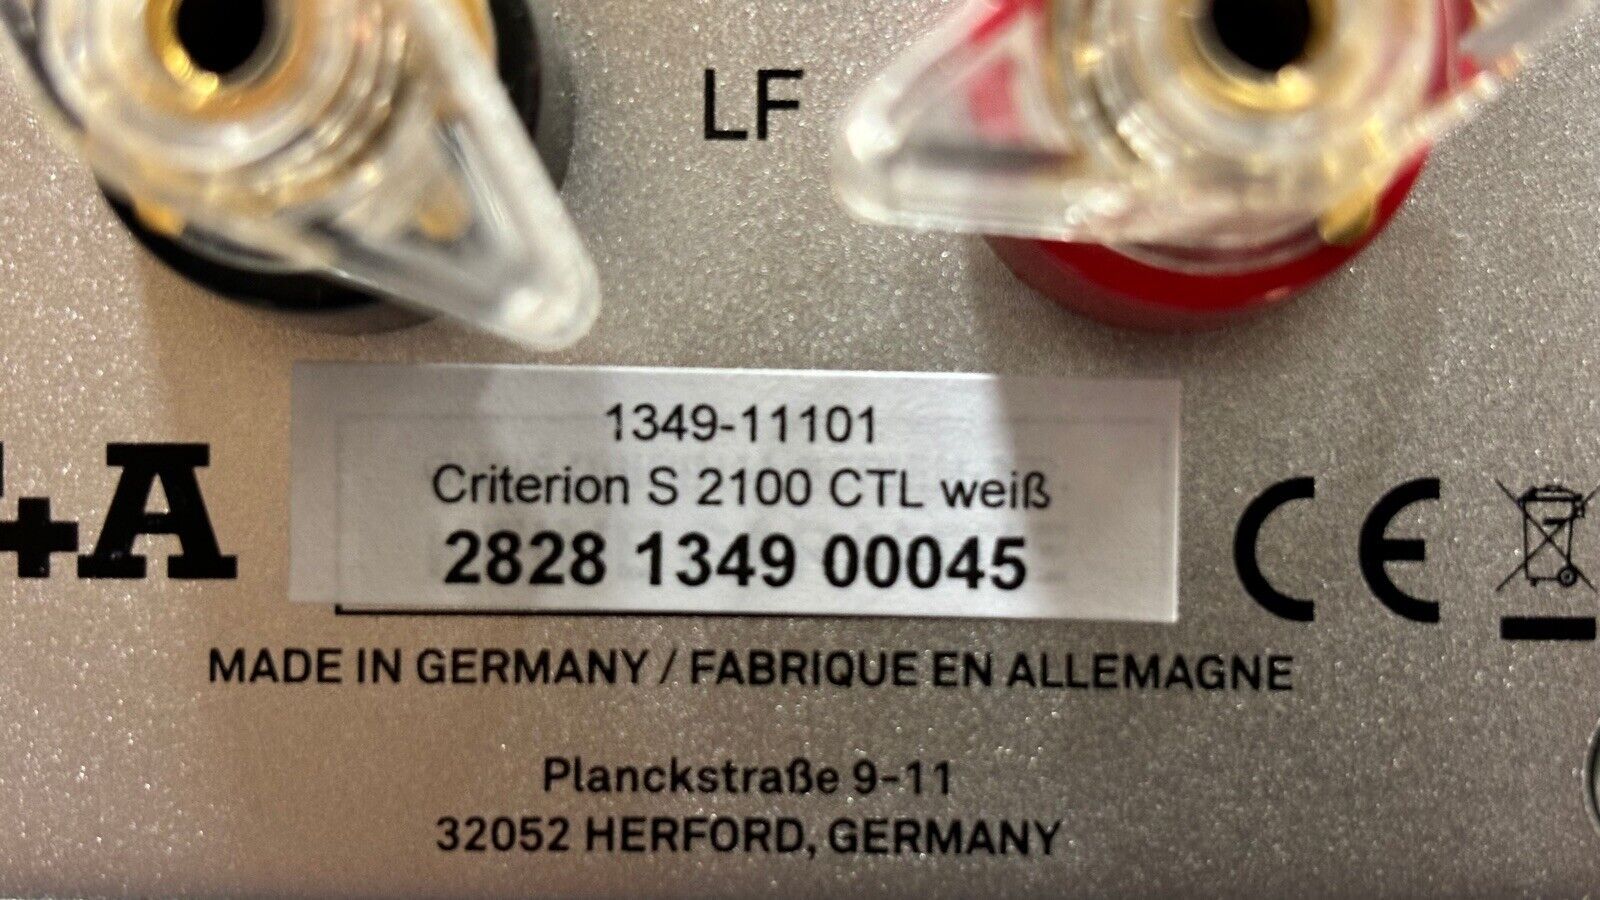 LF
+A
1349-11101
Criterion S 2100 CTL weiß
2828 1349 00045
CE
MADE IN GERMANY / FABRIQUE EN ALLEMAGNE
Planckstraße 9-11
32052 HERFORD, GERMANY